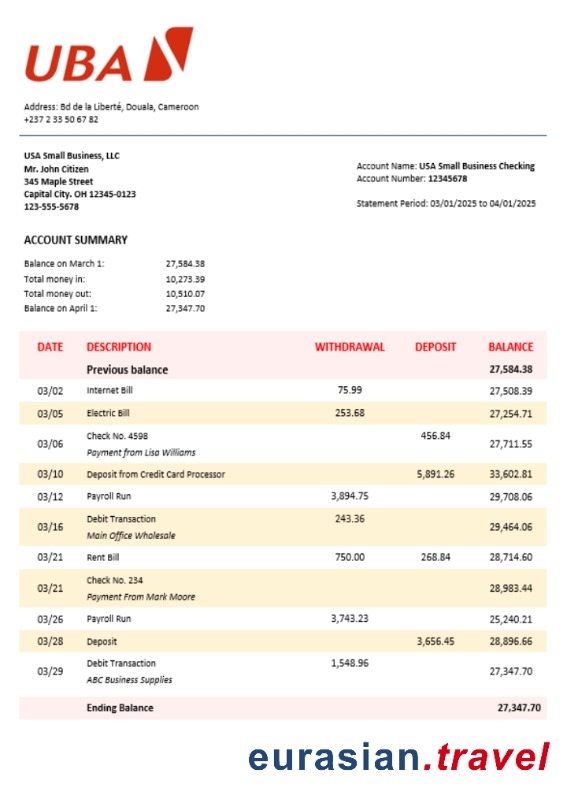 UBA
Address: Bd de la Liberté, Douala, Cameroon
+237 2 33 50 67 82
USA Small Business, LLC
Mr. John Citizen
345 Maple Street
Capital City. OH 12345-0123
123-555-5678
Account Name: USA Small Business Checking
Account Number: 12345678
Statement Period: 03/01/2025 to 04/01/2025
ACCOUNT SUMMARY
Balance on March 1: 27,584.38
Total money in: 10,273.39
Total money out: 10,510.07
Balance on April 1: 27,347.70
DATE DESCRIPTION WITHDRAWAL DEPOSIT BALANCE
Previous balance 27,584.38
03/02 Internet Bill 75.99 27,508.39
03/05 Electric Bill 253.68 27,254.71
03/06 Check No. 4598 456.84 27,711.55
Payment from Lisa Williams
03/10 Deposit from Credit Card Processor 5,891.26 33,602.81
03/12 Payroll Run 3,894.75 29,708.06
03/16 Debit Transaction 243.36 29,464.06
Main Office Wholesale
03/21 Rent Bill 750.00 268.84 28,714.60
03/21 Check No. 234 28,983.44
Payment From Mark Moore
03/26 Payroll Run 3,743.23 25,240.21
03/28 Deposit 3,656.45 28,896.66
03/29 Debit Transaction 1,548.96 27,347.70
ABC Business Supplies
Ending Balance 27,347.70
eurasian.travel